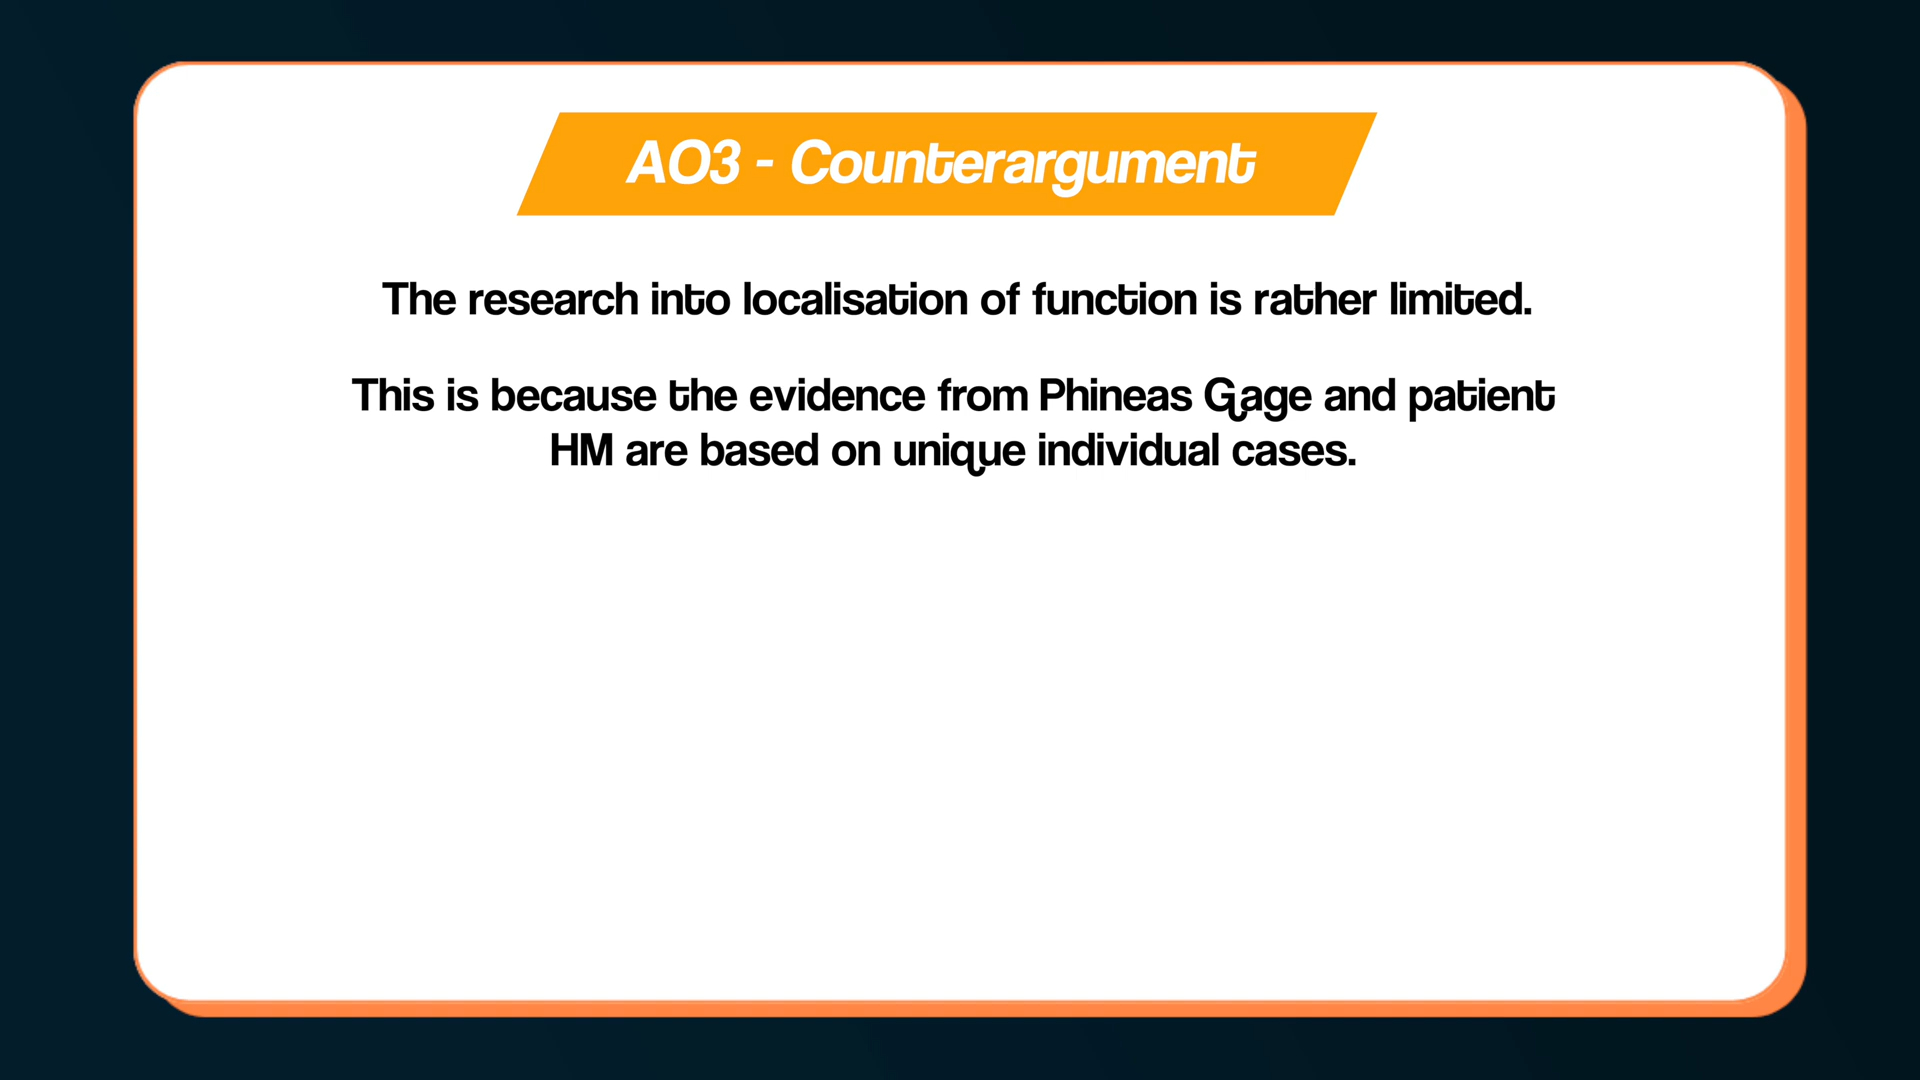 AO3 - Counterargument
The research into localisation of function is rather limited.
This is because the evidence from Phineas Gage and patient
HM are based on unique individual cases.